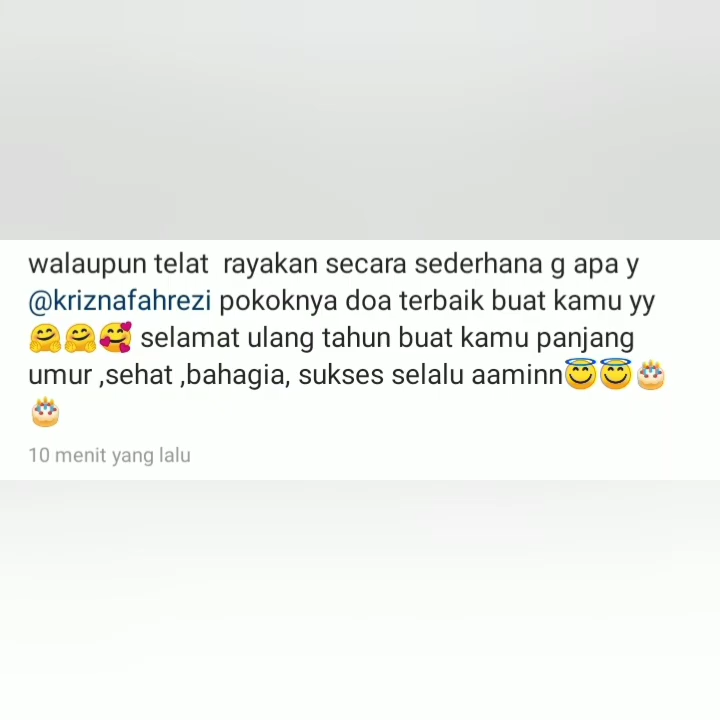 walaupun telat  rayakan secara sederhana g apa y
@kriznafahrezi pokoknya doa terbaik buat kamu yy
🤗🤗🥰 selamat ulang tahun buat kamu panjang
umur ,sehat ,bahagia, sukses selalu aaminn😇😇🎂
🎂
10 menit yang lalu